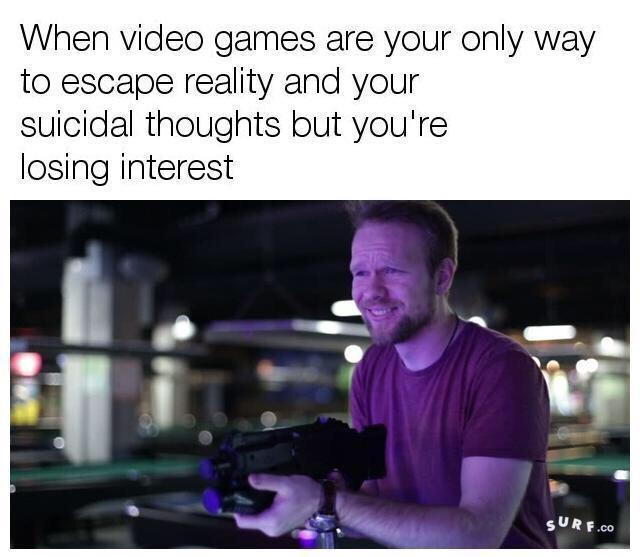 When video games are your only way
to escape reality and your
suicidal thoughts but you're
losing interest
SURF.co